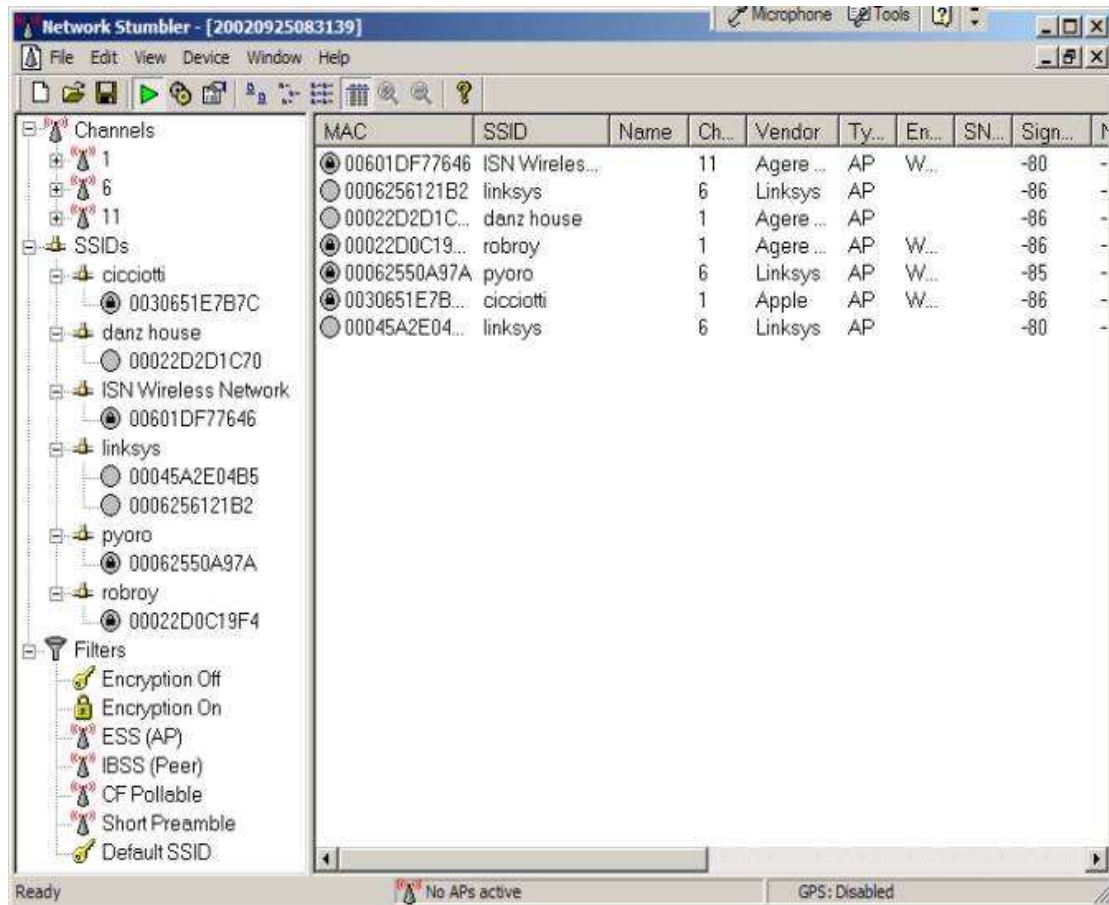 Network Stumbler - [20020925083139]
Microphone Tools
File Edit View Device Window Help
Channels
1
6
11
SSIDs
cicciotti
0030651E7B7C
danz house
00022D2D1C70
ISN Wireless Network
00601DF77646
linksys
00045A2E04B5
0006256121B2
pyoro
00062550A97A
robroy
00022D0C19F4
Filters
Encryption Off
Encryption On
ESS (AP)
IBSS (Peer)
CF Pollable
Short Preamble
Default SSID
MAC SSID Name Ch... Vendor Ty... En... SN... Sign... N
00601DF77646 ISN Wireles... 11 Agere ... AP W... -80 -
0006256121B2 linksys 6 Linksys AP -86 -
00022D2D1C... danz house 1 Agere ... AP -86 -
00022D0C19... robroy 1 Agere ... AP W... -86 -
00062550A97A pyoro 6 Linksys AP W... -85 -
0030651E7B... cicciotti 1 Apple AP W... -86 -
00045A2E04... linksys 6 Linksys AP -80 -
Ready No APs active GPS: Disabled